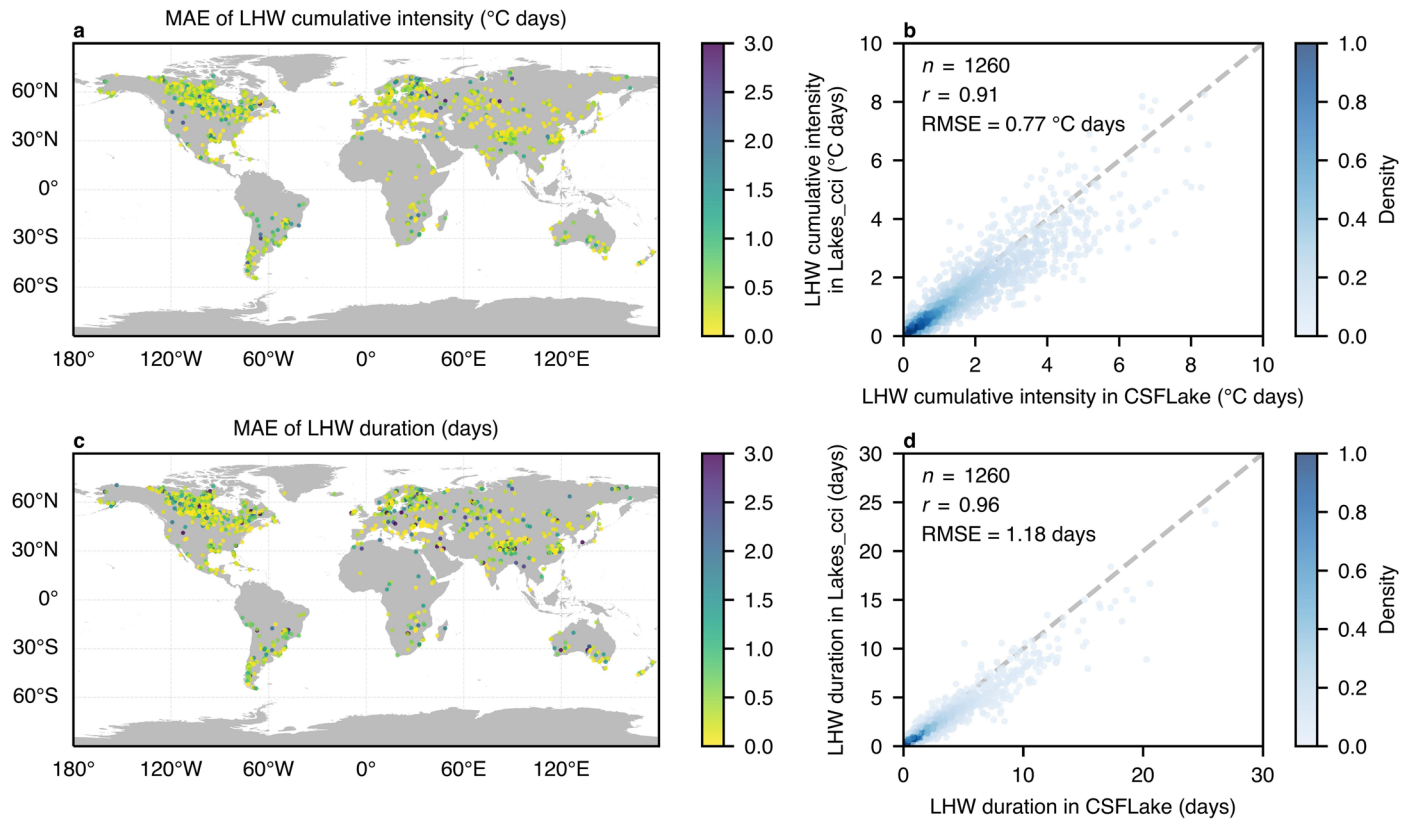 MAE of LHW cumulative intensity (°C days)
a
60°N
30°N
0°
30°S
60°S
180°
120°W
60°W
0°
60°E
120°E
3.0
2.5
2.0
1.5
1.0
0.5
0.0
b
n = 1260
r = 0.91
RMSE = 0.77 °C days
LHW cumulative intensity
in Lakes_cci (°C days)
10
8
6
4
2
0
0
2
4
6
8
10
LHW cumulative intensity in CSFLake (°C days)
1.0
0.8
0.6
0.4
0.2
0.0
Density
MAE of LHW duration (days)
c
60°N
30°N
0°
30°S
60°S
180°
120°W
60°W
0°
60°E
120°E
3.0
2.5
2.0
1.5
1.0
0.5
0.0
d
n = 1260
r = 0.96
RMSE = 1.18 days
LHW duration in Lakes_cci (days)
30
25
20
15
10
5
0
0
10
20
30
LHW duration in CSFLake (days)
1.0
0.8
0.6
0.4
0.2
0.0
Density